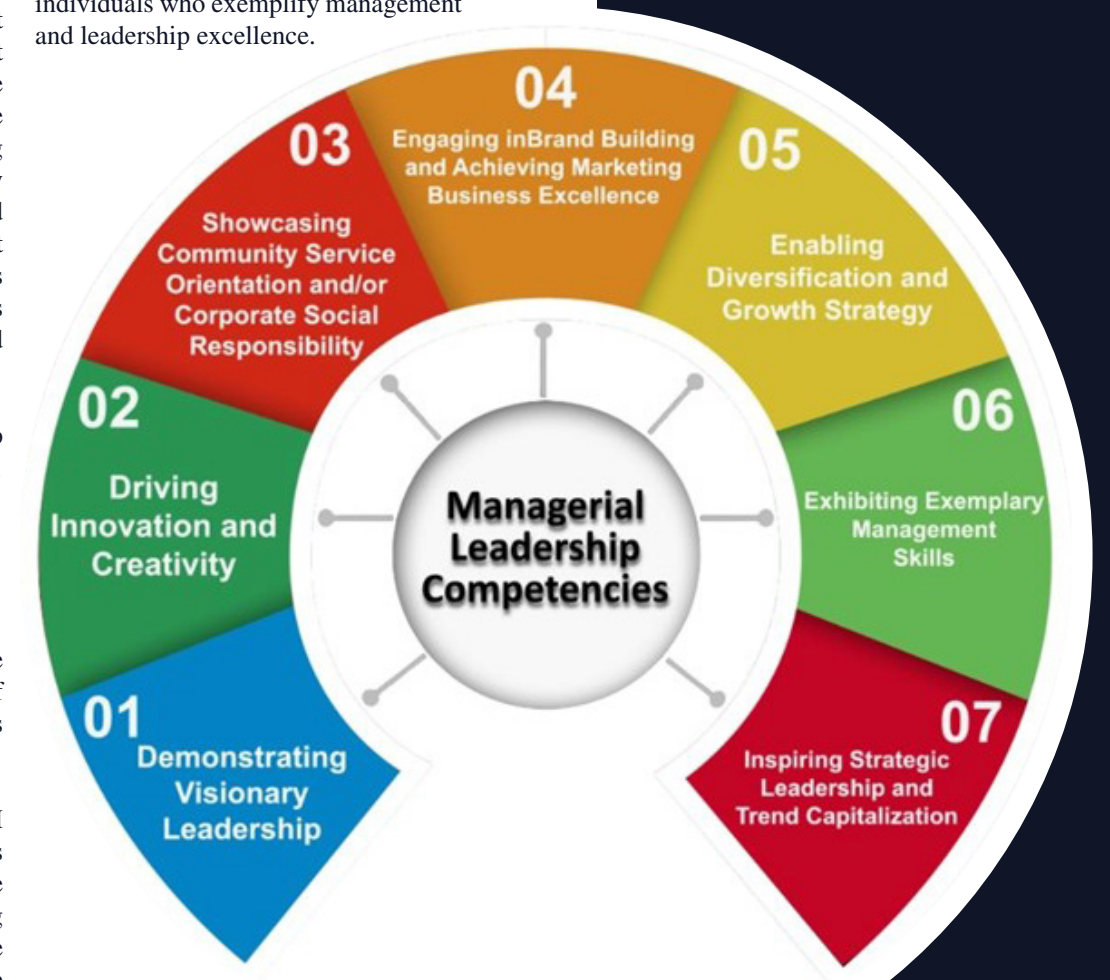 individuals who exemplify management
and leadership excellence.
04
Engaging inBrand Building
and Achieving Marketing
Business Excellence
03
Showcasing
Community Service
Orientation and/or
Corporate Social
Responsibility
05
Enabling
Diversification and
Growth Strategy
02
Driving
Innovation and
Creativity
06
Exhibiting Exemplary
Management
Skills
Managerial
Leadership
Competencies
01
Demonstrating
Visionary
Leadership
07
Inspiring Strategic
Leadership and
Trend Capitalization